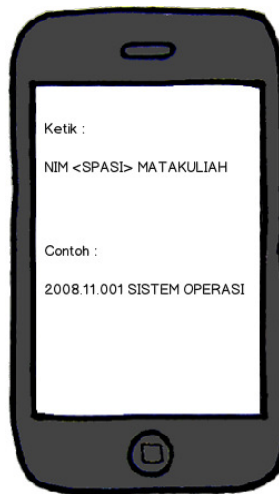 Ketik :
NIM <SPASI> MATAKULIAH
Contoh :
2008.11.001 SISTEM OPERASI